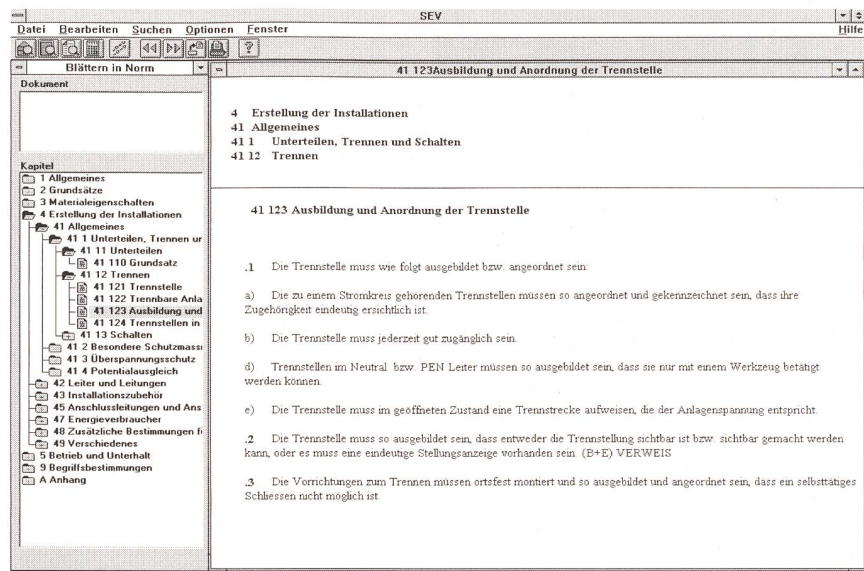 SEV
Datei Bearbeiten Suchen Optionen Fenster Hilfe
?
Blättern in Norm
Dokument
Kapitel
1 Allgemeines
2 Grundsätze
3 Materialeigenschaften
4 Erstellung der Installationen
41 Allgemeines
41 1 Unterteilen, Trennen ur
41 11 Unterteilen
41 110 Grundsatz
41 12 Trennen
41 121 Trennstelle
41 122 Trennbare Anla
41 123 Ausbildung und
41 124 Trennstellen in
41 13 Schalten
41 2 Besondere Schutzmassn
41 3 Überspannungsschutz
41 4 Potentialausgleich
42 Leiter und Leitungen
43 Installationszubehör
45 Anschlussleitungen und Ans
47 Energieverbraucher
48 Zusätzliche Bestimmungen fi
49 Verschiedenes
5 Betrieb und Unterhalt
9 Begriffsbestimmungen
A Anhang
41 123Ausbildung und Anordnung der Trennstelle
4 Erstellung der Installationen
41 Allgemeines
41 1 Unterteilen, Trennen und Schalten
41 12 Trennen
41 123 Ausbildung und Anordnung der Trennstelle
.1 Die Trennstelle muss wie folgt ausgebildet bzw. angeordnet sein:
a) Die zu einem Stromkreis gehörenden Trennstellen müssen so angeordnet und gekennzeichnet sein, dass ihre
Zugehörigkeit eindeutig ersichtlich ist.
b) Die Trennstelle muss jederzeit gut zugänglich sein.
d) Trennstellen im Neutral bzw. PEN Leiter müssen so ausgebildet sein, dass sie nur mit einem Werkzeug betätigt
werden können.
e) Die Trennstelle muss im geöffneten Zustand eine Trennstrecke aufweisen, die der Anlagenspannung entspricht.
.2 Die Trennstelle muss so ausgebildet sein, dass entweder die Trennstellung sichtbar ist bzw. sichtbar gemacht werden
kann, oder es muss eine eindeutige Stellungsanzeige vorhanden sein. (B+E) VERWEIS
.3 Die Vorrichtungen zum Trennen müssen ortsfest montiert und so ausgebildet und angeordnet sein, dass ein selbsttätiges
Schliessen nicht möglich ist.